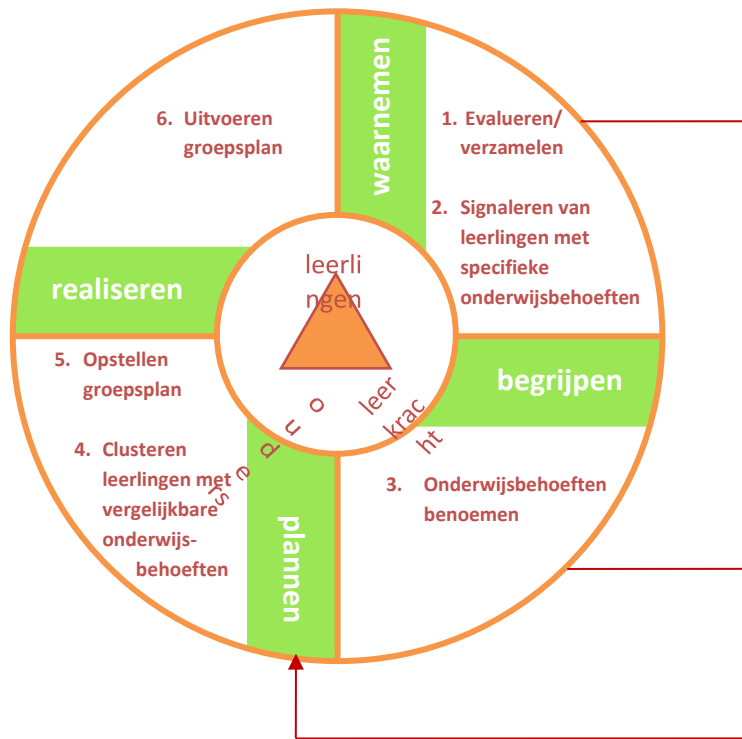 waarnemen
1. Evalueren/
verzamelen
2. Signaleren van
leerlingen met
specifieke
onderwijsbehoeften
begrijpen
3. Onderwijsbehoeften
benoemen
plannen
4. Clusteren
leerlingen met
vergelijkbare
onderwijs-
behoeften
5. Opstellen
groepsplan
realiseren
6. Uitvoeren
groepsplan
leerli
ngen
leer
krac
ht
o
u
d
e
rs